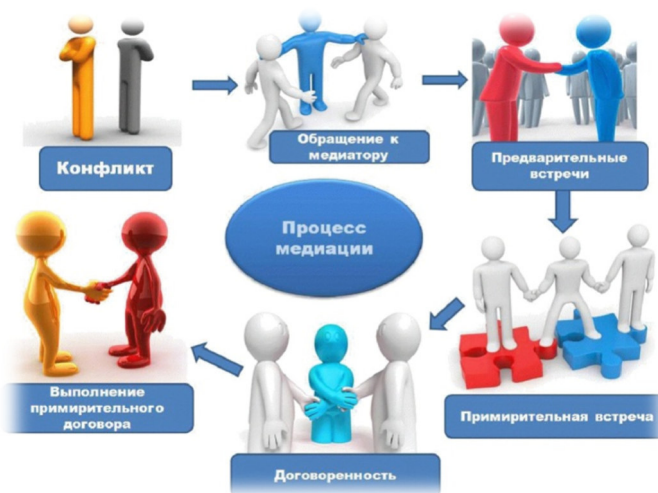 Конфликт
Обращение к
медиатору
Предварительные
встречи
Процесс
медиации
Примирительная встреча
Договоренность
Выполнение
примирительного
договора